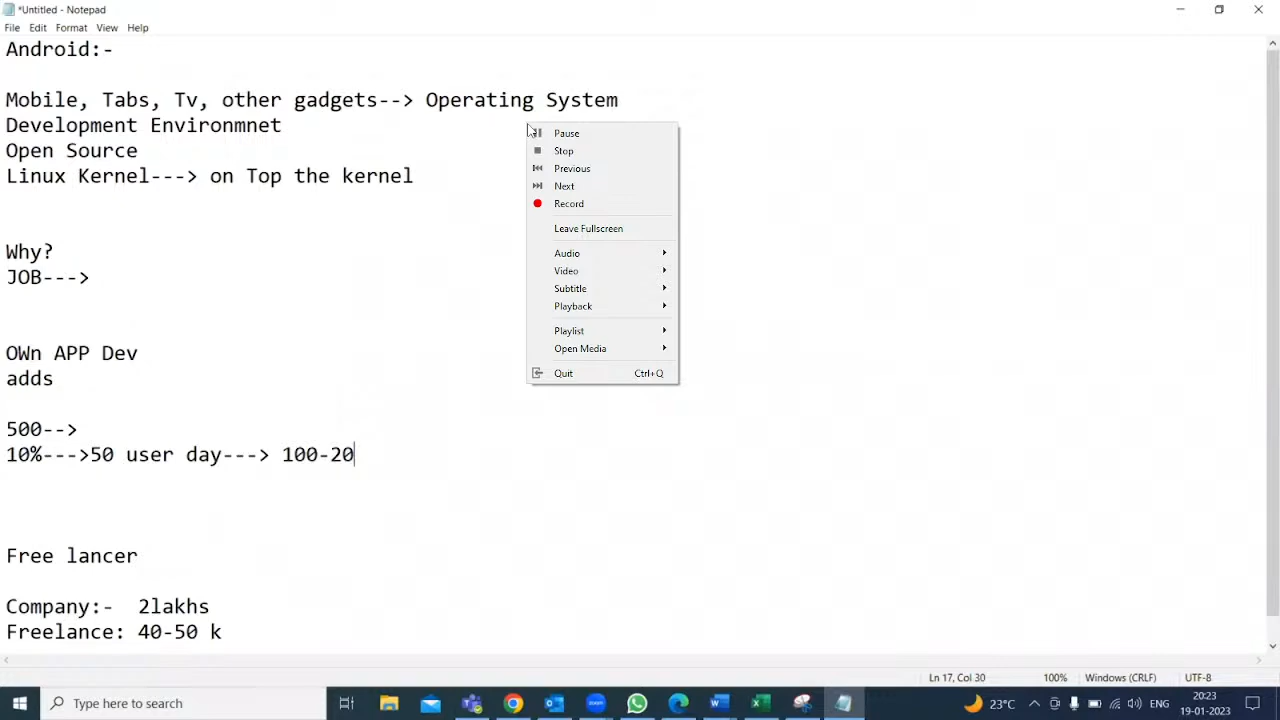 *Untitled - Notepad
File Edit Format View Help
Android:-
Mobile, Tabs, Tv, other gadgets--> Operating System
Development Environmnet
Open Source
Linux Kernel---> on Top the kernel
Why?
JOB--->
OWn APP Dev
adds
500-->
10%--->50 user day---> 100-20
Free lancer
Company:- 2lakhs
Freelance: 40-50 k
Pause
Stop
Previous
Next
Record
Leave Fullscreen
Audio
Video
Subtitle
Playback
Playlist
Open Media
Quit Ctrl+Q
Ln 17, Col 30 100% Windows (CRLF) UTF-8
Type here to search
23°C ENG 20:23
19-01-2023